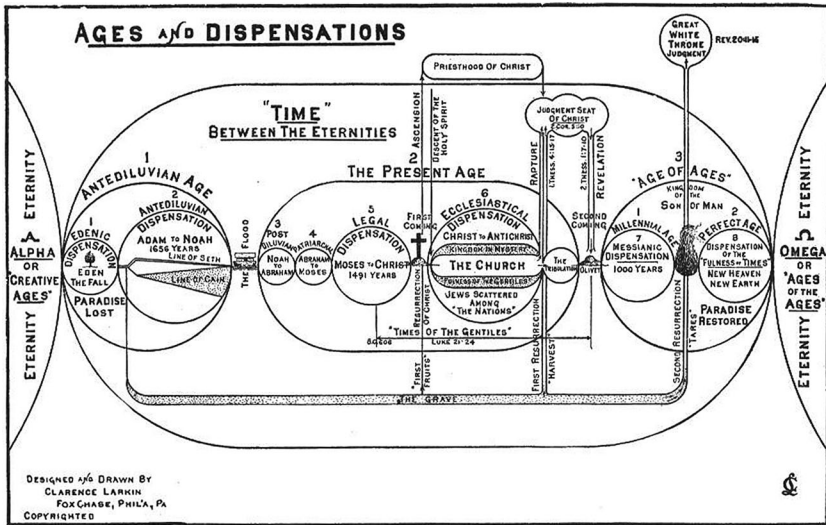 AGES AND DISPENSATIONS
GREAT
WHITE
THRONE
JUDGMENT
REV. 20:11-15
PRIESTHOOD OF CHRIST
"TIME"
BETWEEN THE ETERNITIES
ASCENSION
DESCENT OF THE
HOLY SPIRIT
JUDGMENT SEAT
OF CHRIST
2 COR. 5:10
RAPTURE
1. THESS. 4:15-17
2. THESS. 1:7-10
REVELATION
ETERNITY
ALPHA
OR
"CREATIVE
AGES"
ETERNITY
1
ANTEDILUVIAN AGE
1
EDENIC
DISPENSATION
EDEN
THE FALL
PARADISE
LOST
2
ANTEDILUVIAN
DISPENSATION
ADAM TO NOAH
1656 YEARS
LINE OF SETH
LINE OF CAIN
THE FLOOD
2
THE PRESENT AGE
3
POST
DILUVIAN
NOAH
TO
ABRAHAM
4
PATRIARCHAL
ABRAHAM
TO
MOSES
5
LEGAL
DISPENSATION
MOSES TO CHRIST
1491 YEARS
FIRST
COMING
RESURRECTION
OF CHRIST
"FIRST
FRUITS"
6
ECCLESIASTICAL
DISPENSATION
CHRIST TO ANTICHRIST
KINGDOM IN MYSTERY
THE CHURCH
FULNESS OF THE GENTILES
JEWS SCATTERED
AMONG
"THE NATIONS"
"TIMES OF THE GENTILES"
B.C. 606
LUKE 21:24
FIRST RESURRECTION
"HARVEST"
THE
TRIBULATION
SECOND
COMING
OLIVET
3
"AGE OF AGES"
KINGDOM
OF THE
SON OF MAN
1
MILLENNIAL AGE
7
MESSIANIC
DISPENSATION
1000 YEARS
2
PERFECT AGE
8
DISPENSATION
OF THE
"FULNESS OF TIMES"
NEW HEAVEN
NEW EARTH
PARADISE
RESTORED
SECOND RESURRECTION
"TARES"
THE GRAVE
ETERNITY
Ω
OMEGA
OR
"AGES
OF THE
AGES"
ETERNITY
DESIGNED AND DRAWN BY
CLARENCE LARKIN
FOX CHASE, PHIL'A, PA
COPYRIGHTED